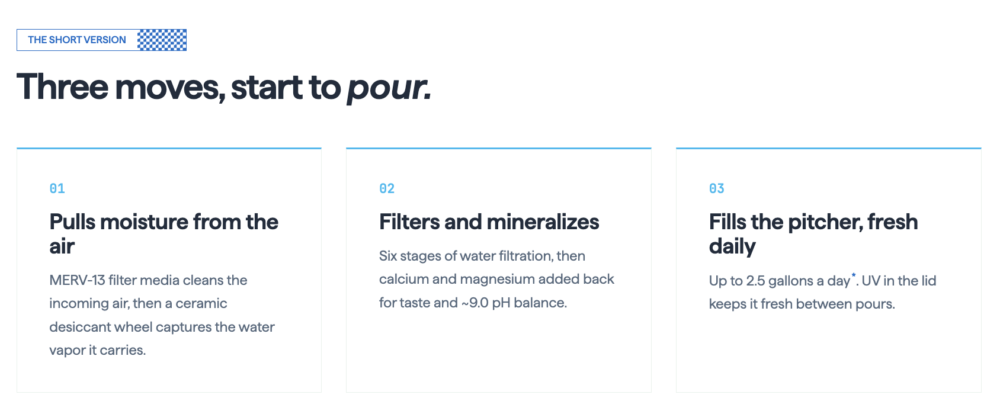 THE SHORT VERSION
Three moves, start to pour.
01
Pulls moisture from the
air
MERV-13 filter media cleans the
incoming air, then a ceramic
desiccant wheel captures the water
vapor it carries.
02
Filters and mineralizes
Six stages of water filtration, then
calcium and magnesium added back
for taste and ~9.0 pH balance.
03
Fills the pitcher, fresh
daily
Up to 2.5 gallons a day*. UV in the lid
keeps it fresh between pours.